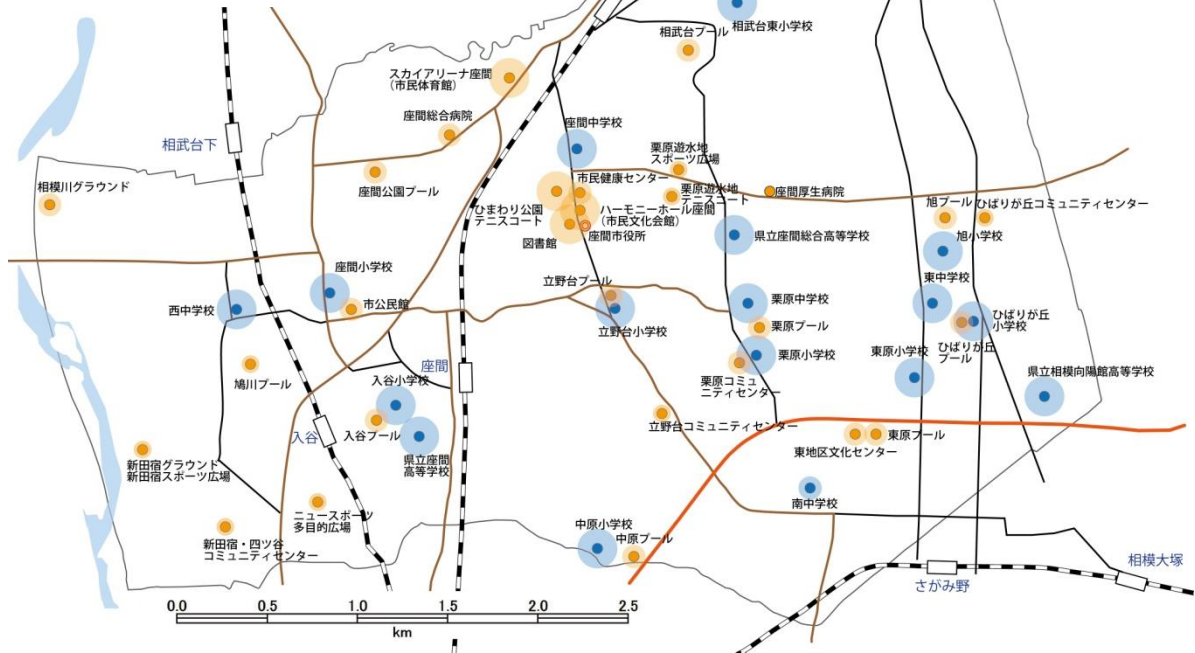 相武台東小学校
相武台プール
スカイアリーナ座間
(市民体育館)
座間総合病院
座間中学校
相武台下
栗原遊水地
スポーツ広場
座間公園プール
市民健康センター
相模川グラウンド
栗原遊水地
テニスコート
座間厚生病院
旭プール
ひばりが丘コミュニティセンター
ひまわり公園
テニスコート
ハーモニーホール座間
(市民文化会館)
図書館
座間市役所
県立座間総合高等学校
旭小学校
東中学校
座間小学校
立野台プール
市公民館
西中学校
栗原中学校
ひばりが丘
小学校
立野台小学校
栗原プール
ひばりが丘
プール
東原小学校
栗原小学校
座間
県立相模向陽館高等学校
鳩川プール
入谷小学校
栗原コミュ
ニティセンター
立野台コミュニティセンター
入谷
入谷プール
東原プール
東地区文化センター
県立座間
高等学校
新田宿グラウンド
新田宿スポーツ広場
南中学校
ニュースポーツ
多目的広場
中原小学校
中原プール
新田宿・四ツ谷
コミュニティセンター
相模大塚
さがみ野
0.0 0.5 1.0 1.5 2.0 2.5
km